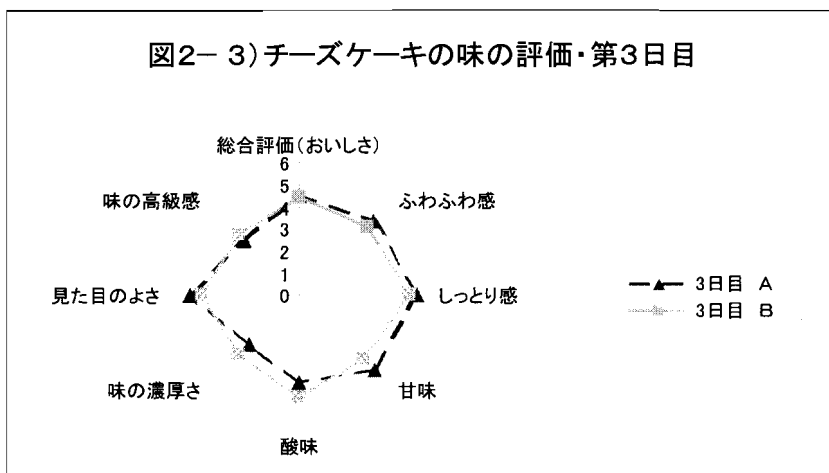 図2－3)チーズケーキの味の評価・第3日目
総合評価(おいしさ)
6
5
4
3
2
1
0
ふわふわ感
しっとり感
甘味
酸味
味の濃厚さ
見た目のよさ
味の高級感
3日目 A
3日目 B